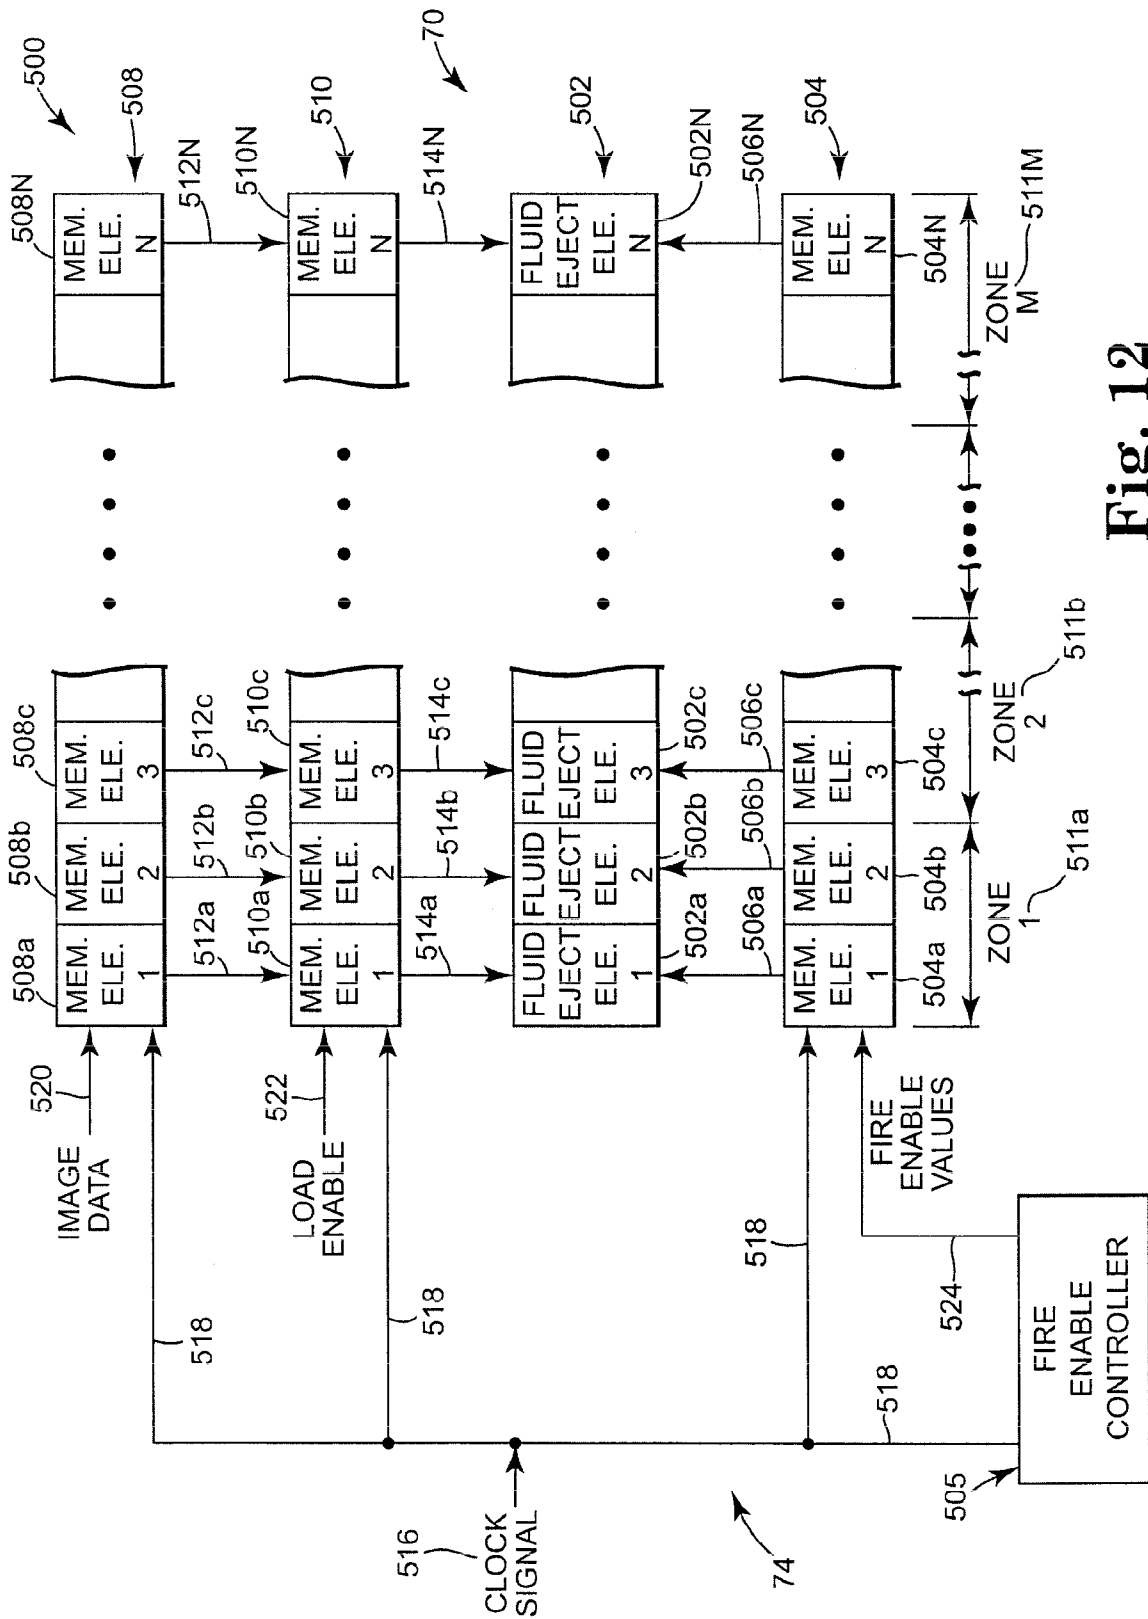 500
508
508N
MEM.
ELE.
N
512N
510
510N
MEM.
ELE.
N
514N
70
502
FLUID
EJECT
ELE.
N
502N
506N
504
MEM.
ELE.
N
504N
ZONE
M
511M
508a
508b
508c
MEM.
ELE.
1
MEM.
ELE.
2
MEM.
ELE.
3
512a
512b
512c
510a
510b
510c
MEM.
ELE.
1
MEM.
ELE.
2
MEM.
ELE.
3
514a
514b
514c
FLUID
EJECT
ELE.
1
FLUID
EJECT
ELE.
2
FLUID
EJECT
ELE.
3
502a
502b
502c
506a
506b
506c
MEM.
ELE.
1
MEM.
ELE.
2
MEM.
ELE.
3
504a
504b
504c
ZONE
1
511a
ZONE
2
511b
520
IMAGE
DATA
522
LOAD
ENABLE
FIRE
ENABLE
VALUES
524
518
518
518
518
516
CLOCK
SIGNAL
74
505
FIRE
ENABLE
CONTROLLER
Fig. 12